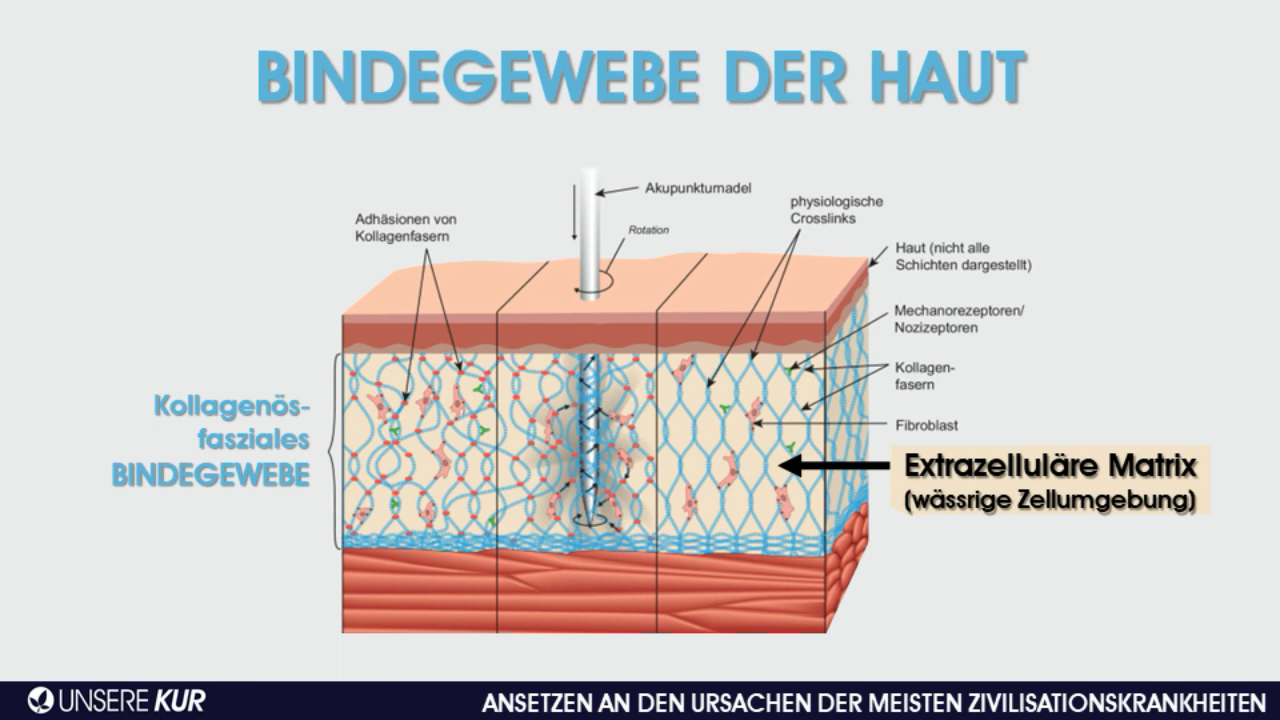 BINDEGEWEBE DER HAUT
Akupunkturnadel
physiologische
Crosslinks
Adhäsionen von
Kollagenfasern
Rotation
Haut (nicht alle
Schichten dargestellt)
Mechanorezeptoren/
Nozizeptoren
Kollagen-
fasern
Kollagenös-
fasziales
BINDEGEWEBE
Fibroblast
Extrazelluläre Matrix
(wässrige Zellumgebung)
UNSERE KUR
ANSETZEN AN DEN URSACHEN DER MEISTEN ZIVILISATIONSKRANKHEITEN